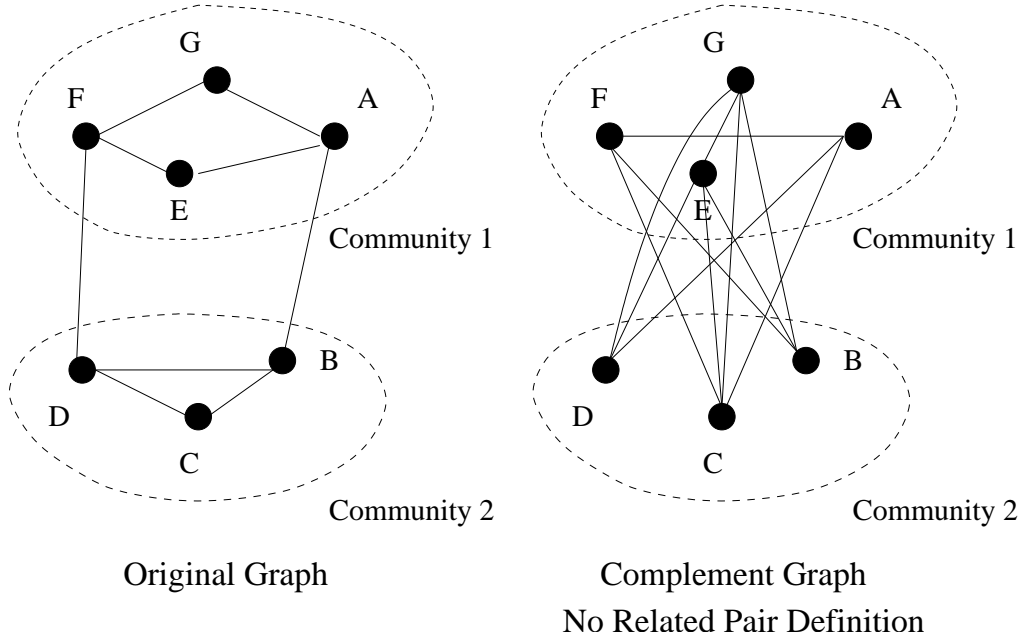 G
F
A
E
Community 1
B
D
C
Community 2
Original Graph
G
F
A
E
Community 1
B
D
C
Community 2
Complement Graph
No Related Pair Definition